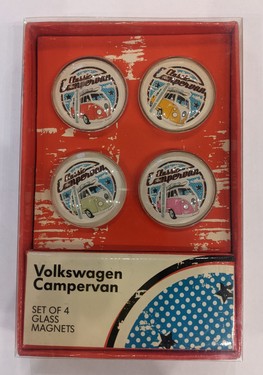 Classic
Campervan
Classic
Campervan
Classic
Campervan
Classic
Campervan
Volkswagen
Campervan
SET OF 4
GLASS
MAGNETS